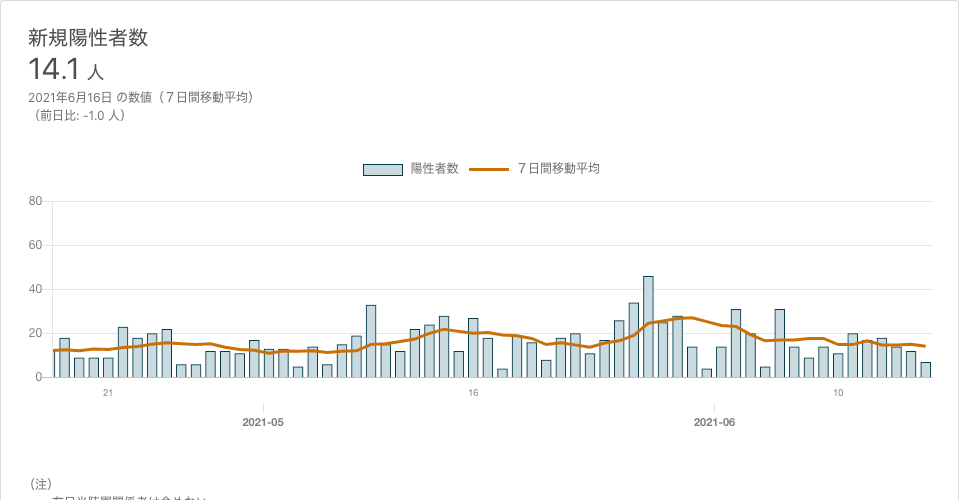 新規陽性者数
14.1 人
2021年6月16日 の数値（７日間移動平均）
（前日比: -1.0 人）
陽性者数 ７日間移動平均
80
60
40
20
0
21 16 10
2021-05 2021-06
（注）